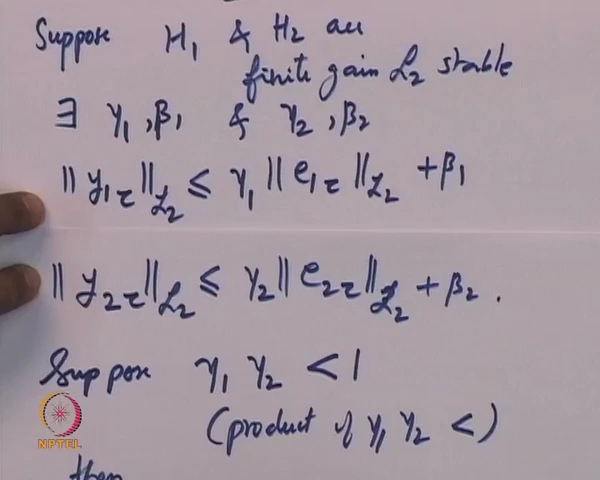 Suppose H₁ & H₂ are
finite gain ℒ₂ stable
∃ γ₁, β₁ & γ₂, β₂
‖y₁τ‖ℒ₂ ≤ γ₁ ‖e₁τ‖ℒ₂ + β₁
‖y₂τ‖ℒ₂ ≤ γ₂ ‖e₂τ‖ℒ₂ + β₂ .
Suppose γ₁ γ₂ < 1
(product of γ₁ γ₂ <)
NPTEL
then